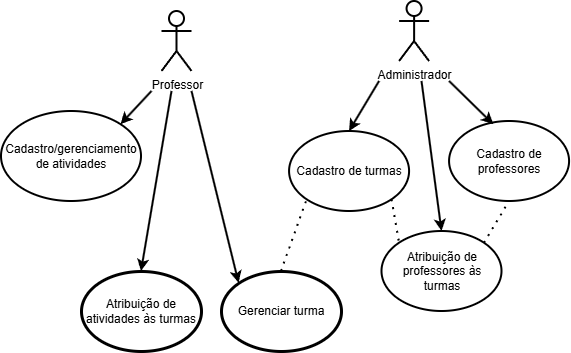 Professor
Administrador
Cadastro/gerenciamento
de atividades
Cadastro de turmas
Cadastro de
professores
Atribuição de
atividades às turmas
Gerenciar turma
Atribuição de
professores às
turmas